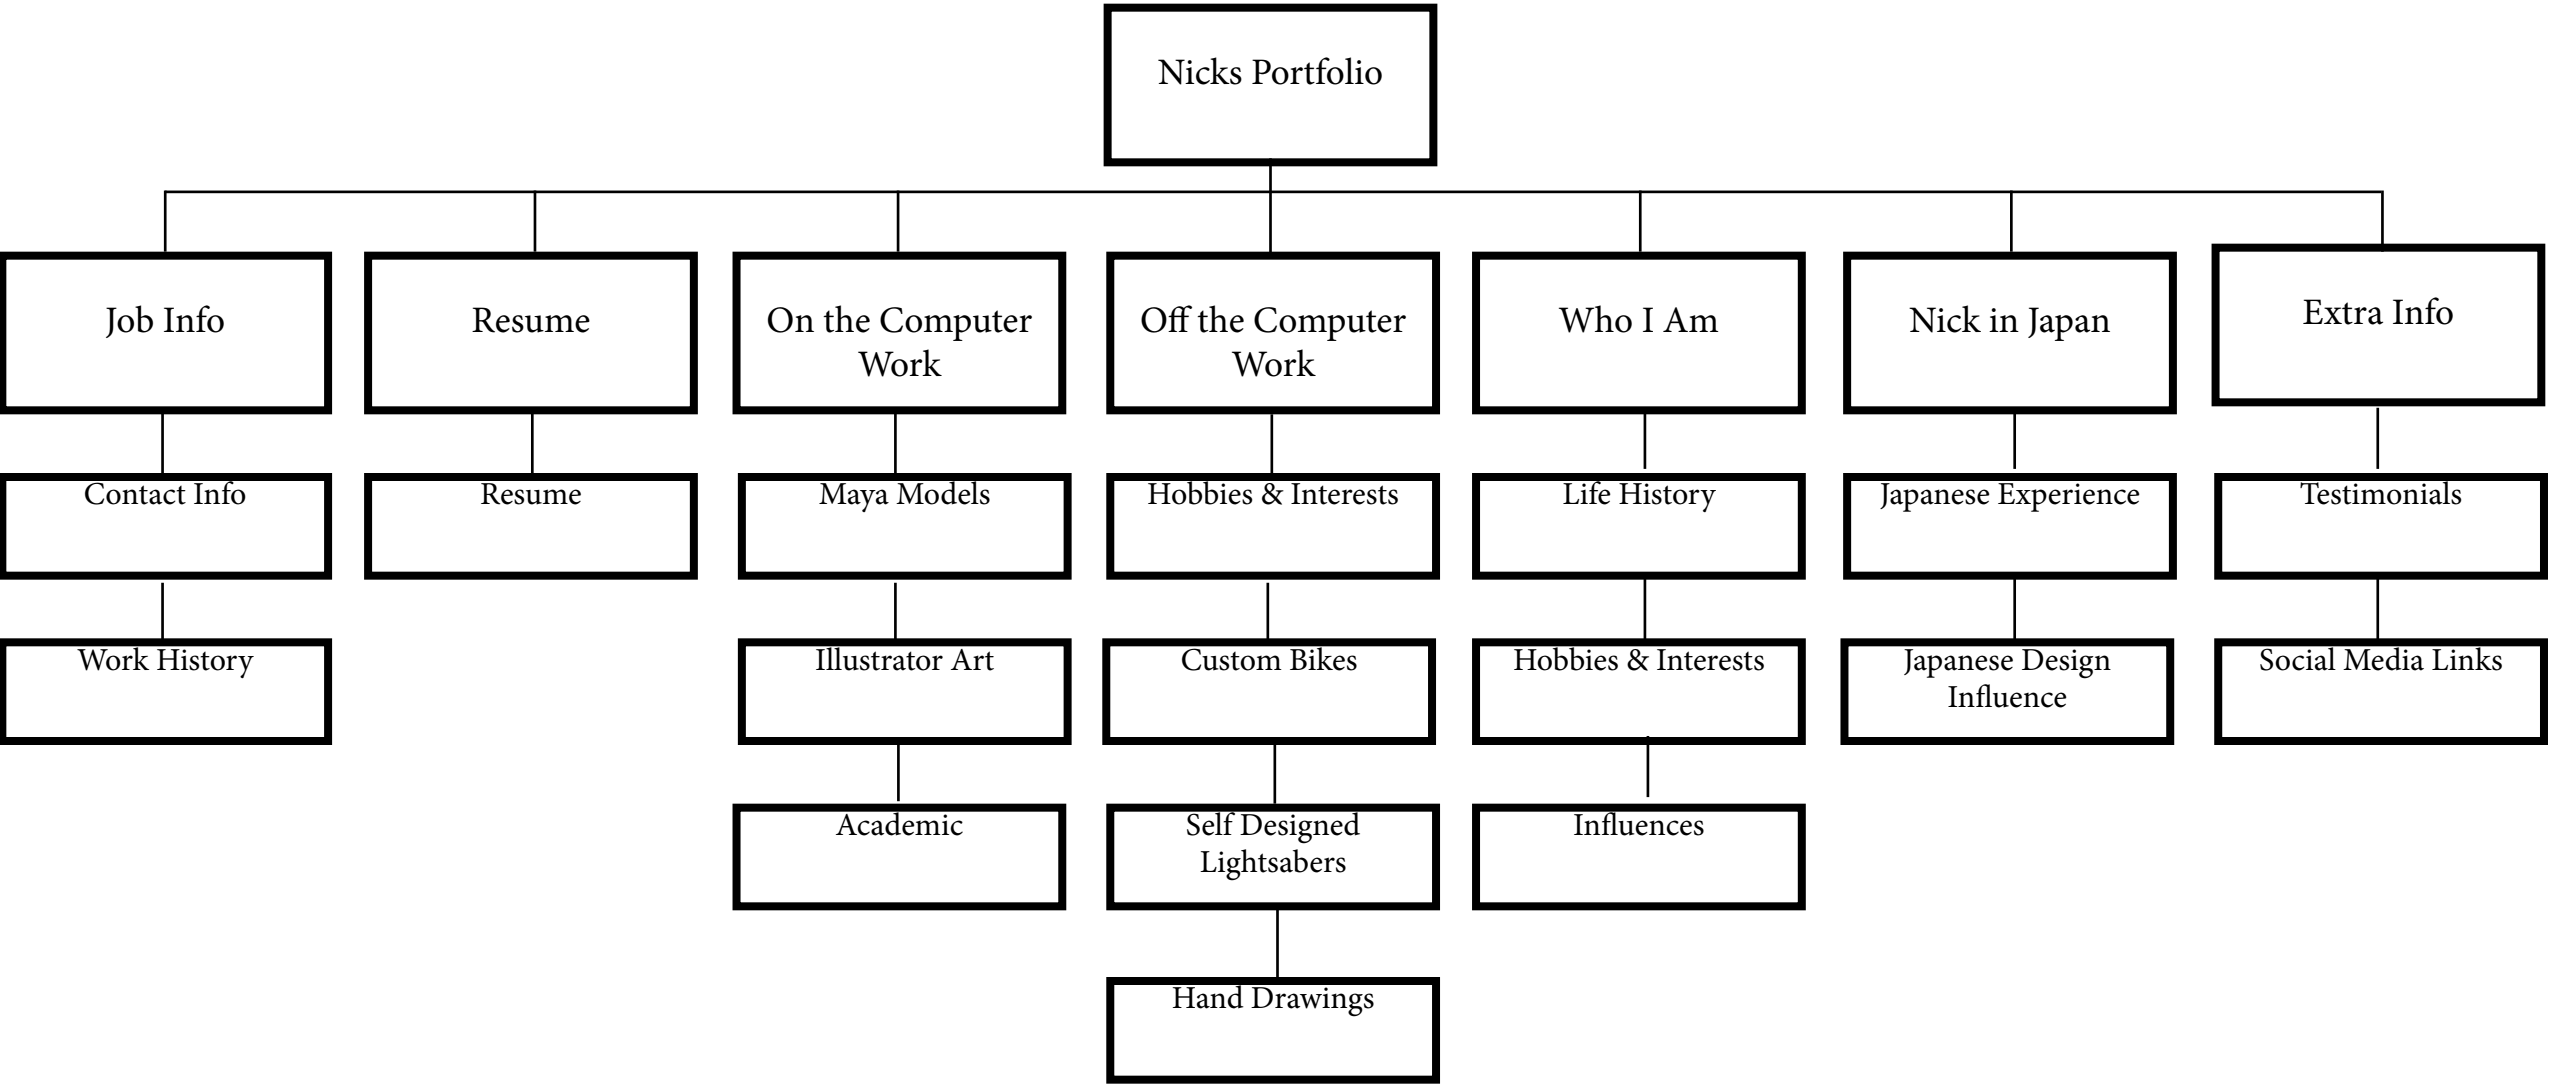 Nicks Portfolio
Job Info
Resume
On the Computer
Work
Off the Computer
Work
Who I Am
Nick in Japan
Extra Info
Contact Info
Resume
Maya Models
Hobbies & Interests
Life History
Japanese Experience
Testimonials
Work History
Illustrator Art
Custom Bikes
Hobbies & Interests
Japanese Design
Influence
Social Media Links
Academic
Self Designed
Lightsabers
Influences
Hand Drawings